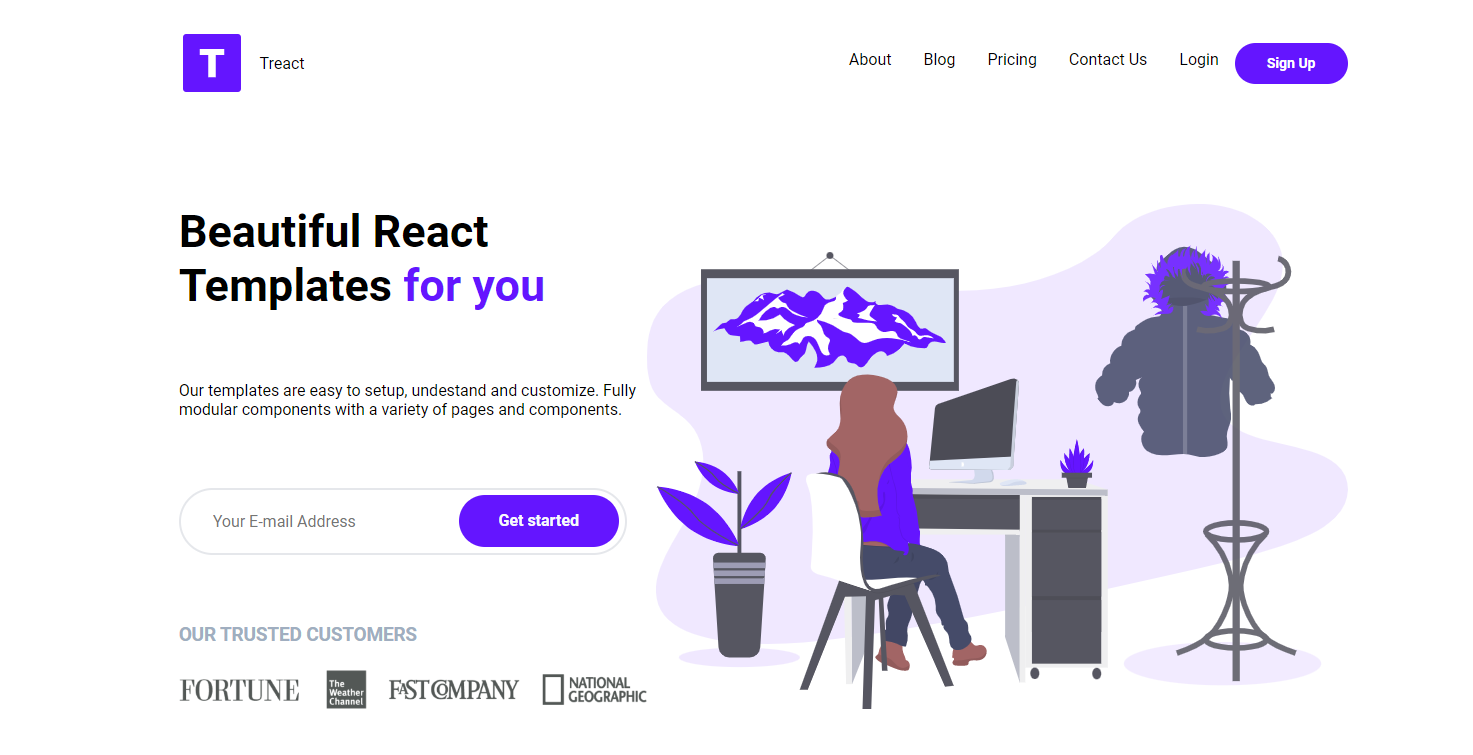 T
Treact
About Blog Pricing Contact Us Login Sign Up
Beautiful React
Templates for you
Our templates are easy to setup, undestand and customize. Fully
modular components with a variety of pages and components.
Your E-mail Address
Get started
OUR TRUSTED CUSTOMERS
FORTUNE
The
Weather
Channel
FAST COMPANY
NATIONAL
GEOGRAPHIC